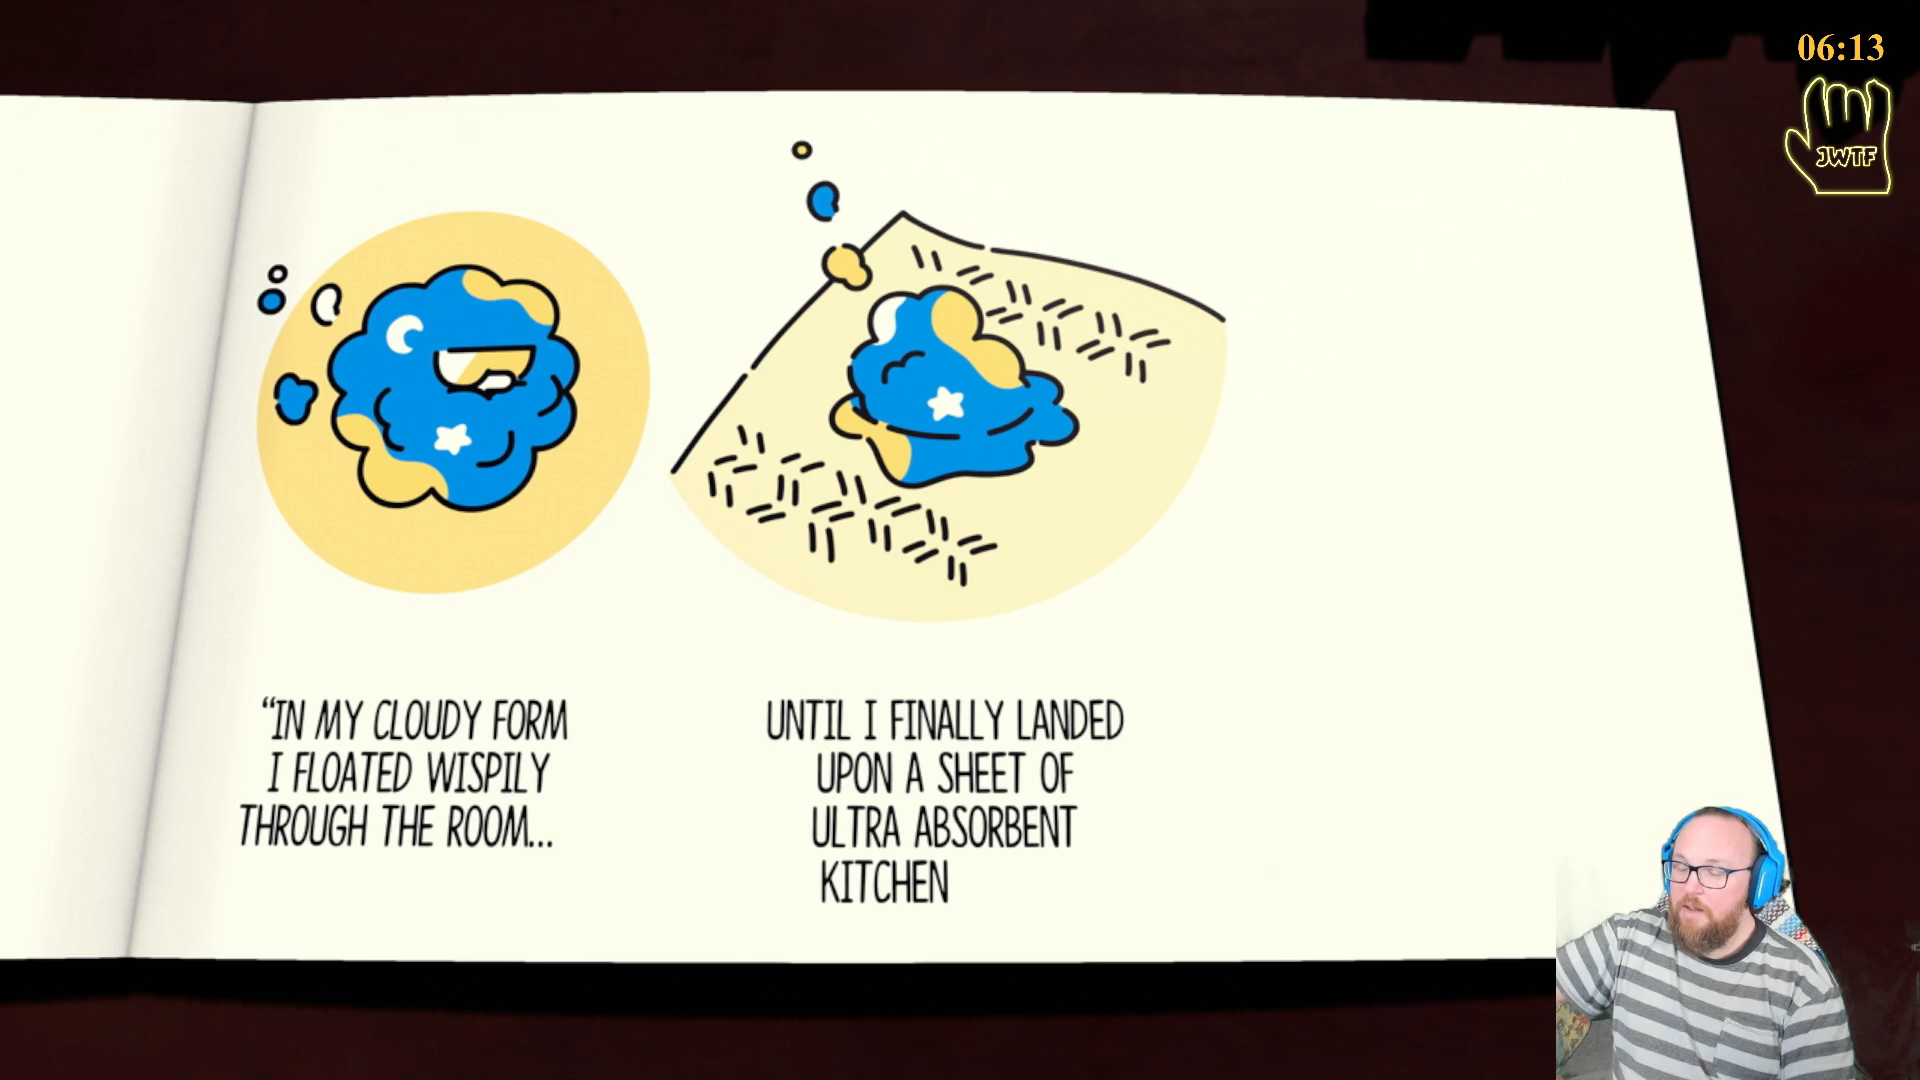 06:13
JWTF
“IN MY CLOUDY FORM
I FLOATED WISPILY
THROUGH THE ROOM...
UNTIL I FINALLY LANDED
UPON A SHEET OF
ULTRA ABSORBENT
KITCHEN